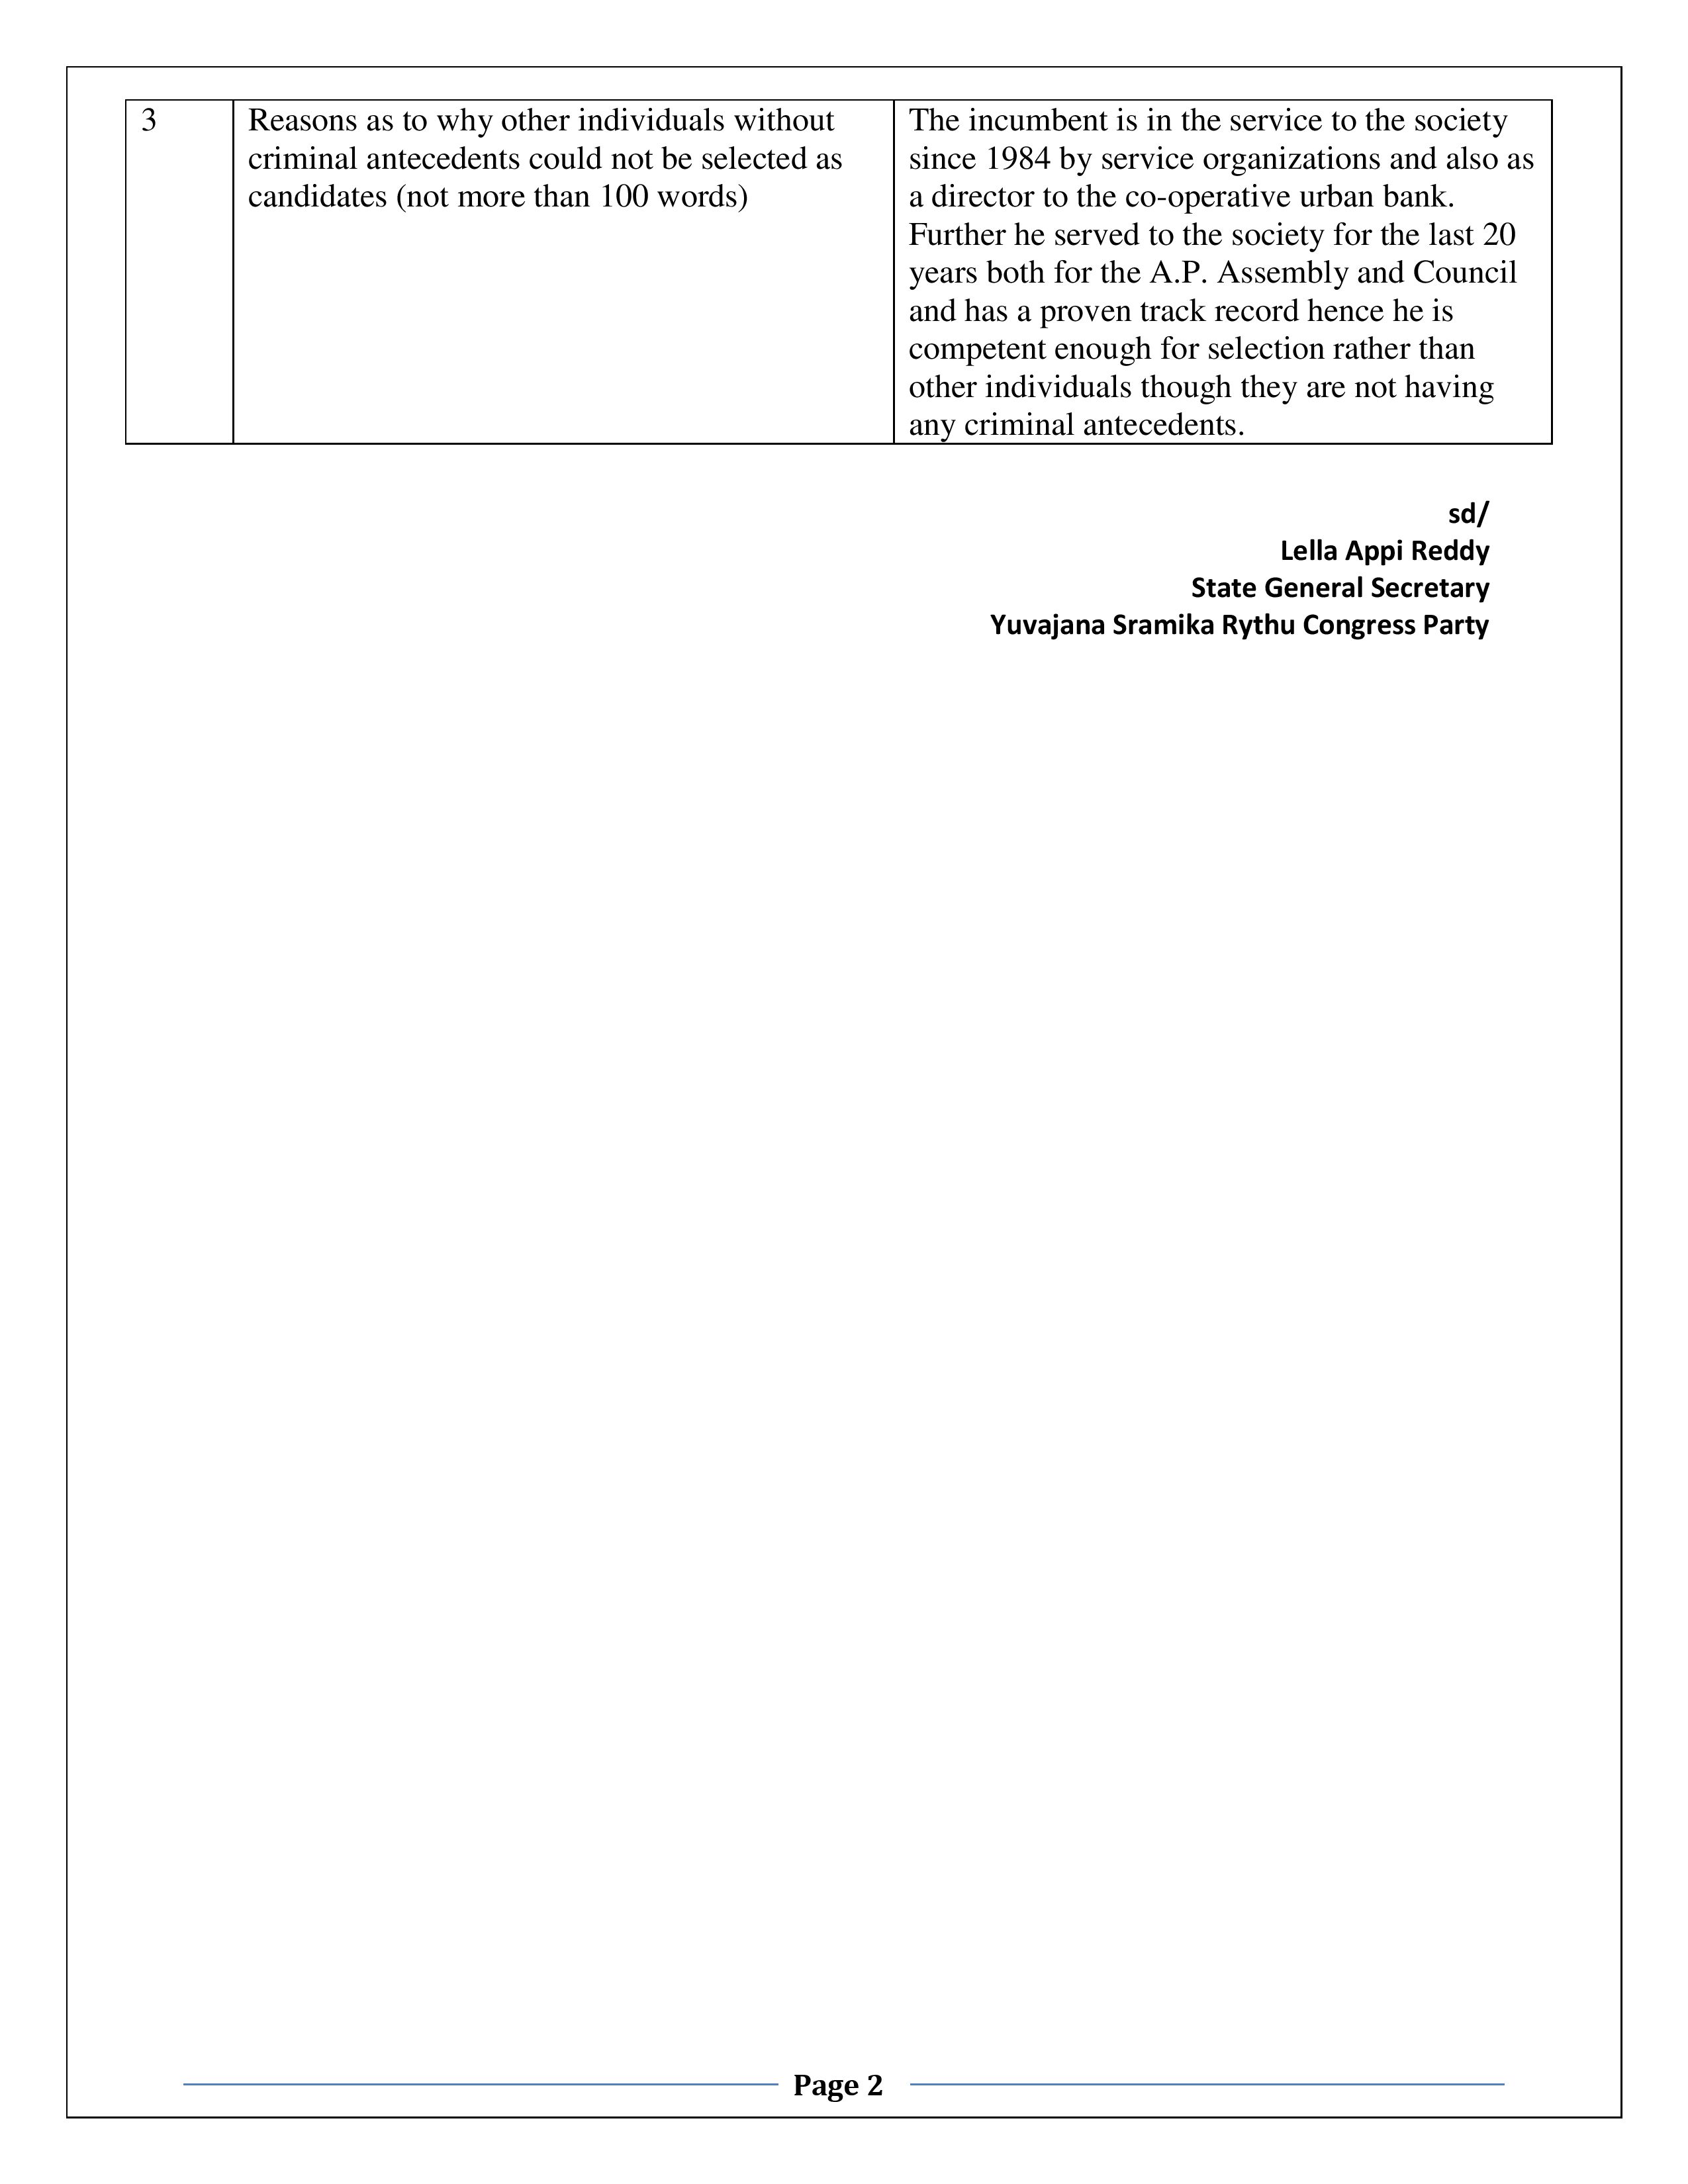 3
Reasons as to why other individuals without
criminal antecedents could not be selected as
candidates (not more than 100 words)
The incumbent is in the service to the society
since 1984 by service organizations and also as
a director to the co-operative urban bank.
Further he served to the society for the last 20
years both for the A.P. Assembly and Council
and has a proven track record hence he is
competent enough for selection rather than
other individuals though they are not having
any criminal antecedents.
sd/
Lella Appi Reddy
State General Secretary
Yuvajana Sramika Rythu Congress Party
Page 2